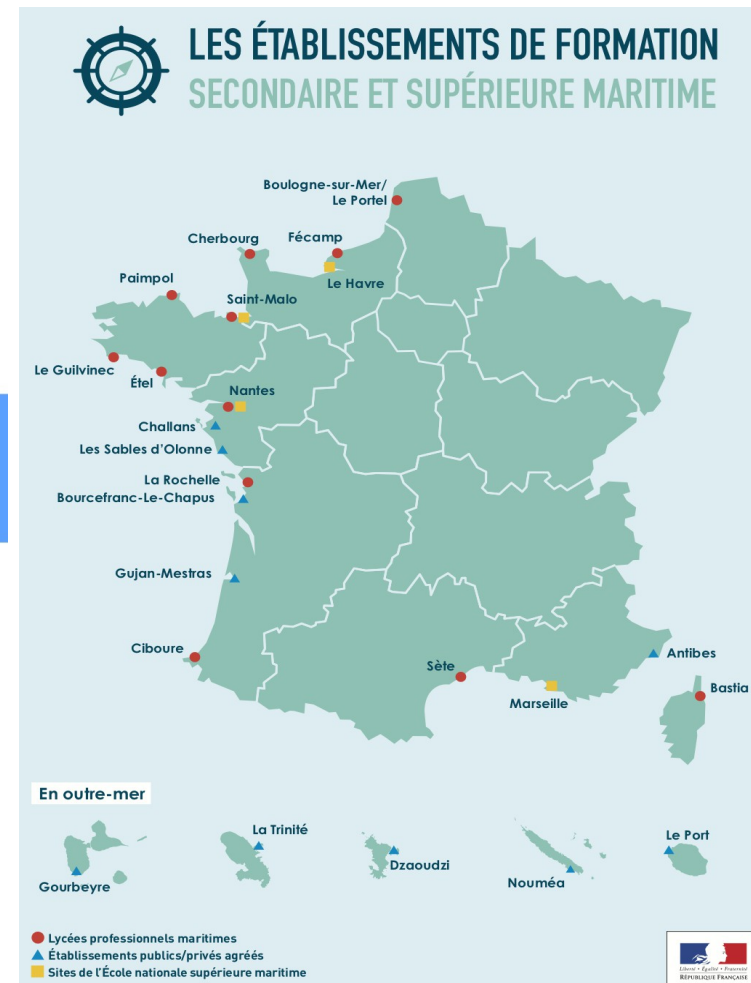 LES ÉTABLISSEMENTS DE FORMATION
SECONDAIRE ET SUPÉRIEURE MARITIME
Boulogne-sur-Mer/
Le Portel
Cherbourg
Fécamp
Le Havre
Paimpol
Saint-Malo
Le Guilvinec
Étel
Nantes
Challans
Les Sables d'Olonne
La Rochelle
Bourcefranc-Le-Chapus
Gujan-Mestras
Ciboure
Sète
Antibes
Marseille
Bastia
En outre-mer
La Trinité
Le Port
Dzaoudzi
Gourbeyre
Nouméa
Lycées professionnels maritimes
Établissements publics/privés agréés
Sites de l'École nationale supérieure maritime
Liberté • Égalité • Fraternité
RÉPUBLIQUE FRANÇAISE